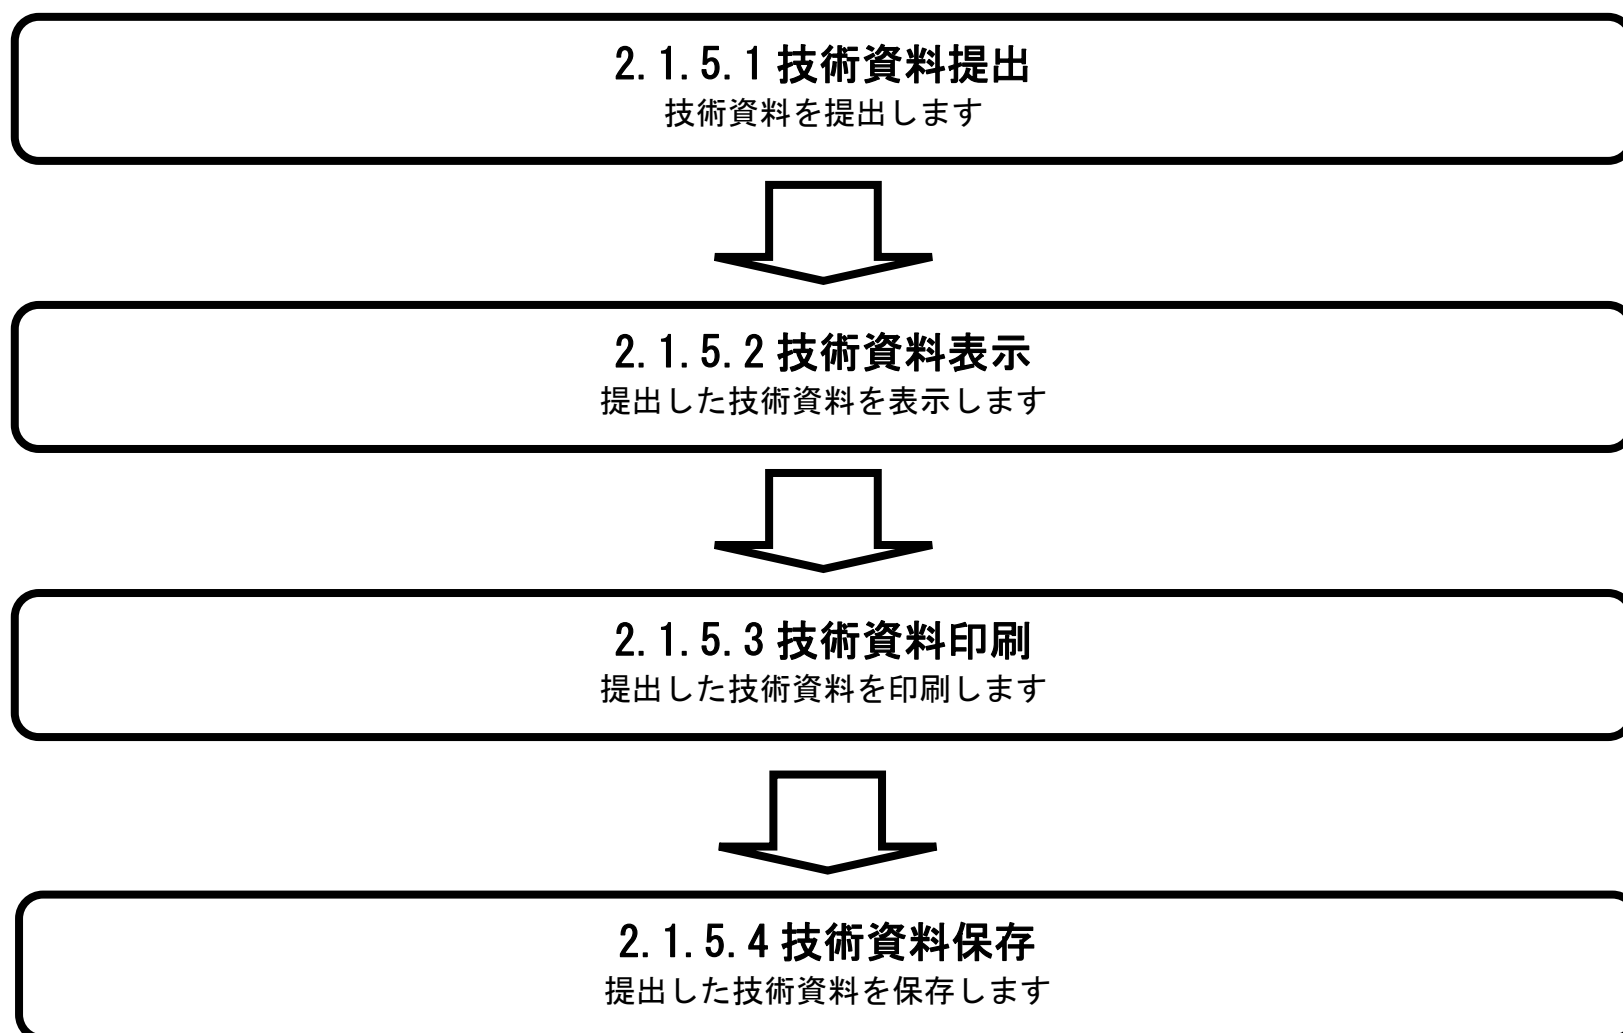 2.1.5.1 技術資料提出
技術資料を提出します
2.1.5.2 技術資料表示
提出した技術資料を表示します
2.1.5.3 技術資料印刷
提出した技術資料を印刷します
2.1.5.4 技術資料保存
提出した技術資料を保存します